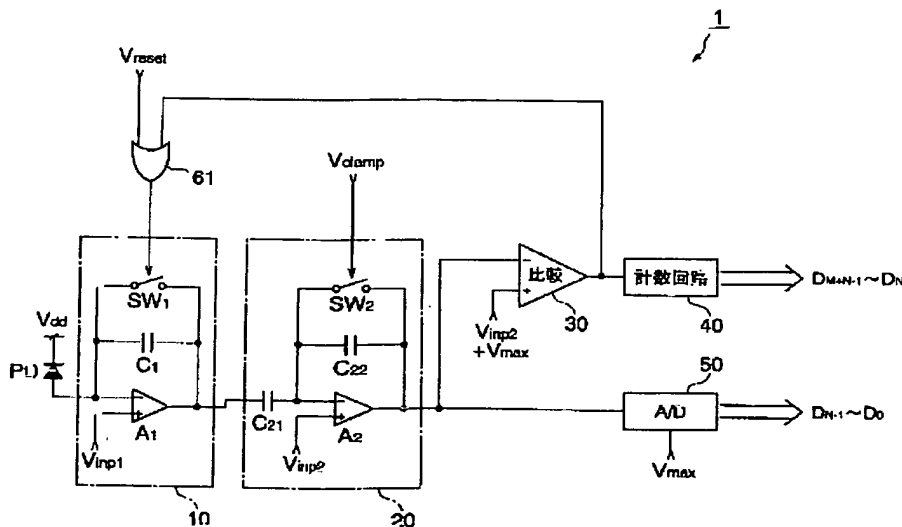 1
Vreset
61
Vclamp
SW1
SW2
比較
計数回路
DM+N-1~DN
30
40
Vdd
Vinp2
+Vmax
PD
C1
C22
50
A/D
DN-1~D0
A1
C21
A2
Vinp1
Vinp2
Vmax
10
20